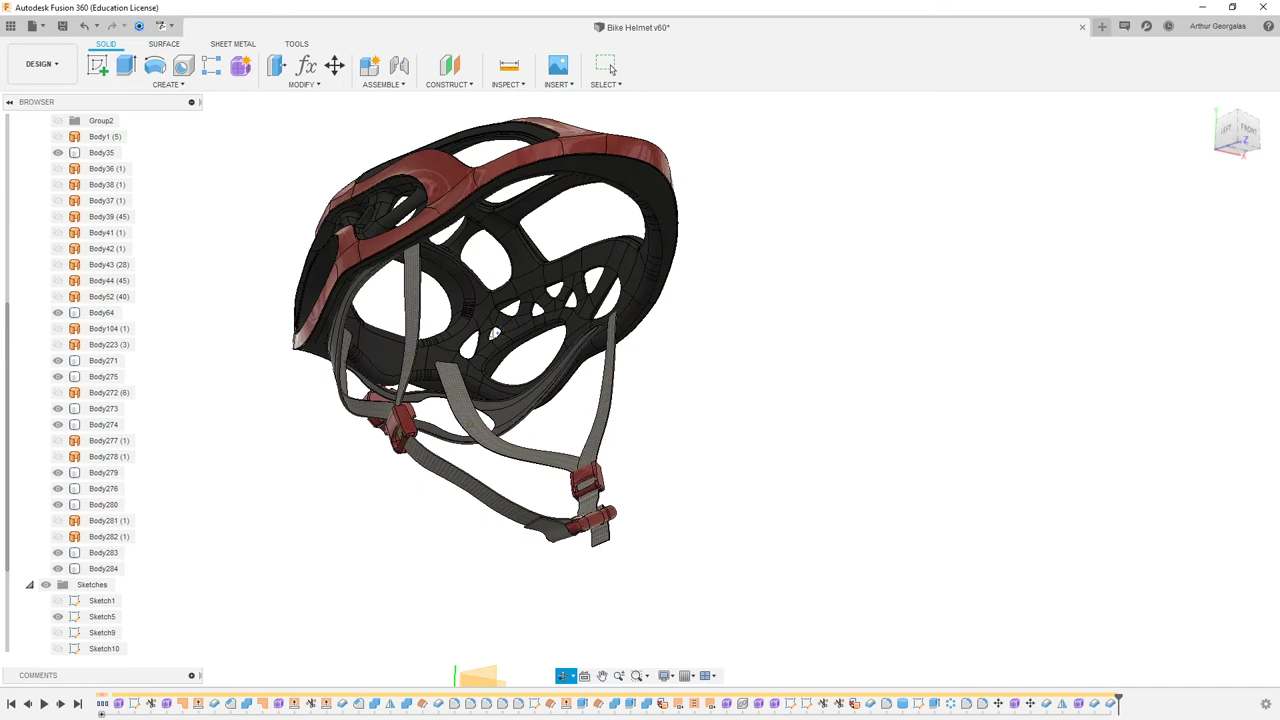 Autodesk Fusion 360 (Education License)
Bike Helmet v60*
Arthur Georgalas
DESIGN
SOLID SURFACE SHEET METAL TOOLS
CREATE MODIFY ASSEMBLE CONSTRUCT INSPECT INSERT SELECT
BROWSER
LEFT FRONT
Y Z X
Group2
Body1 (5)
Body35
Body36 (1)
Body38 (1)
Body37 (1)
Body39 (45)
Body41 (1)
Body42 (1)
Body43 (28)
Body44 (45)
Body52 (40)
Body64
Body104 (1)
Body223 (3)
Body271
Body275
Body272 (6)
Body273
Body274
Body277 (1)
Body278 (1)
Body279
Body276
Body280
Body281 (1)
Body282 (1)
Body283
Body284
Sketches
Sketch1
Sketch5
Sketch9
Sketch10
COMMENTS